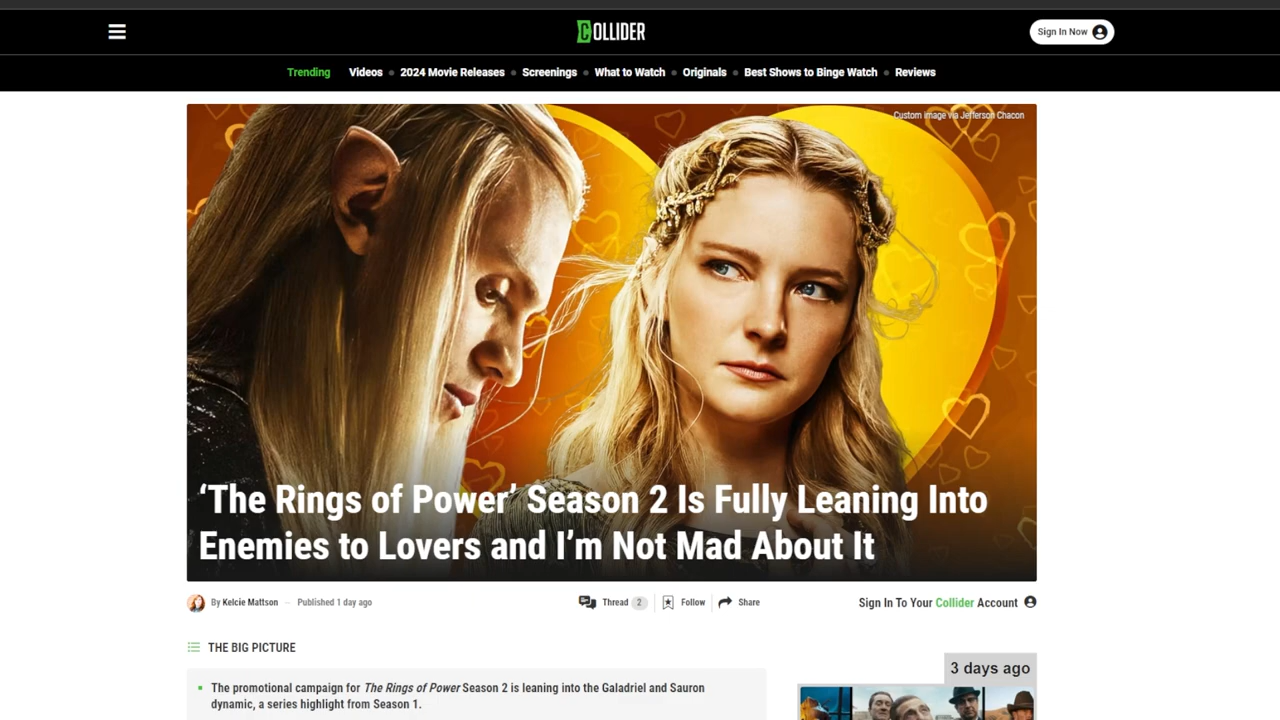 COLLIDER
Sign In Now
Trending Videos 2024 Movie Releases Screenings What to Watch Originals Best Shows to Binge Watch Reviews
Custom image via Jefferson Chacon
‘The Rings of Power’ Season 2 Is Fully Leaning Into
Enemies to Lovers and I’m Not Mad About It
By Kelcie Mattson — Published 1 day ago
Thread 2 Follow Share
Sign In To Your Collider Account
THE BIG PICTURE
3 days ago
The promotional campaign for The Rings of Power Season 2 is leaning into the Galadriel and Sauron
dynamic, a series highlight from Season 1.